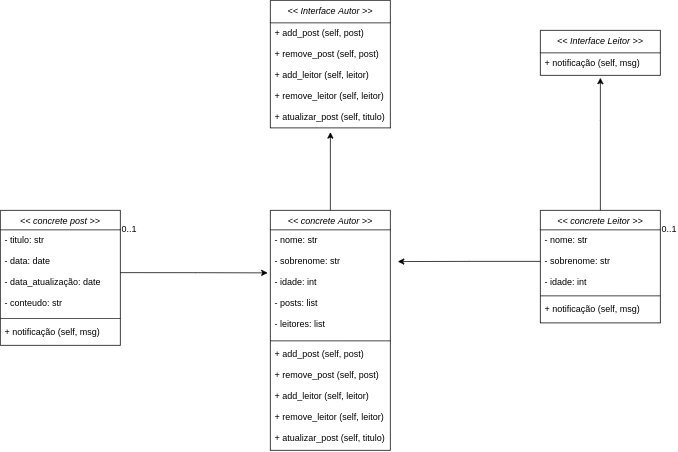 << Interface Autor >>
+ add_post (self, post)
+ remove_post (self, post)
+ add_leitor (self, leitor)
+ remove_leitor (self, leitor)
+ atualizar_post (self, titulo)
<< Interface Leitor >>
+ notificação (self, msg)
<< concrete post >>
0..1
- titulo: str
- data: date
- data_atualização: date
- conteudo: str
+ notificação (self, msg)
<< concrete Autor >>
- nome: str
- sobrenome: str
- idade: int
- posts: list
- leitores: list
+ add_post (self, post)
+ remove_post (self, post)
+ add_leitor (self, leitor)
+ remove_leitor (self, leitor)
+ atualizar_post (self, titulo)
<< concrete Leitor >>
0..1
- nome: str
- sobrenome: str
- idade: int
+ notificação (self, msg)